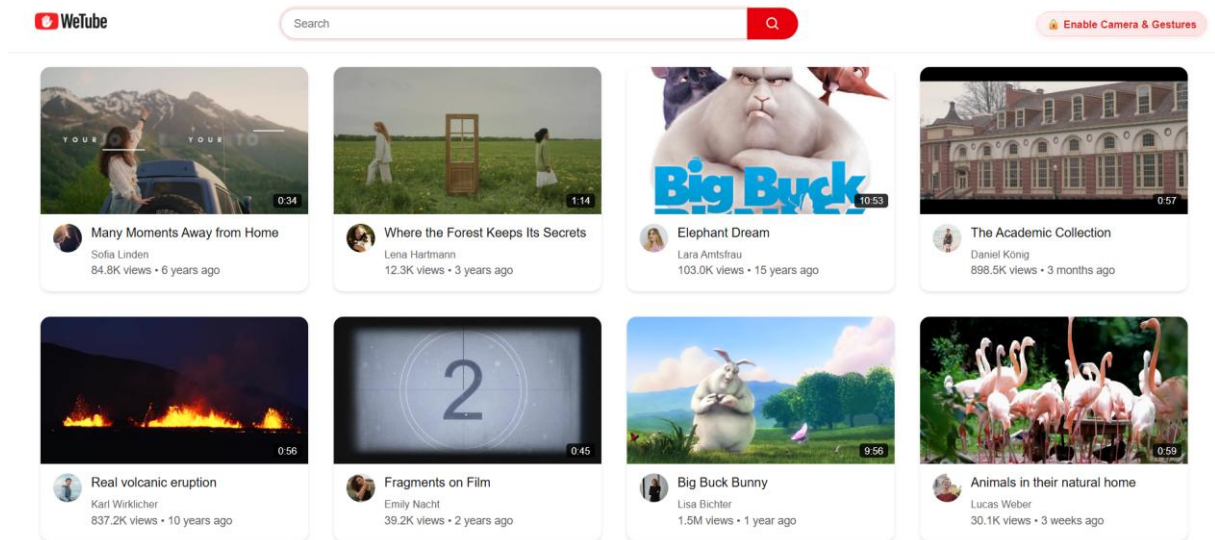 WeTube
Search
Enable Camera & Gestures
YOUR YOUR TO
0:34
1:14
Big Buck
10:53
0:57
Many Moments Away from Home
Sofia Linden
84.8K views • 6 years ago
Where the Forest Keeps Its Secrets
Lena Hartmann
12.3K views • 3 years ago
Elephant Dream
Lara Amtsfrau
103.0K views • 15 years ago
The Academic Collection
Daniel König
898.5K views • 3 months ago
0:56
2
0:45
9:56
0:59
Real volcanic eruption
Karl Wirklicher
837.2K views • 10 years ago
Fragments on Film
Emily Nacht
39.2K views • 2 years ago
Big Buck Bunny
Lisa Bichter
1.5M views • 1 year ago
Animals in their natural home
Lucas Weber
30.1K views • 3 weeks ago